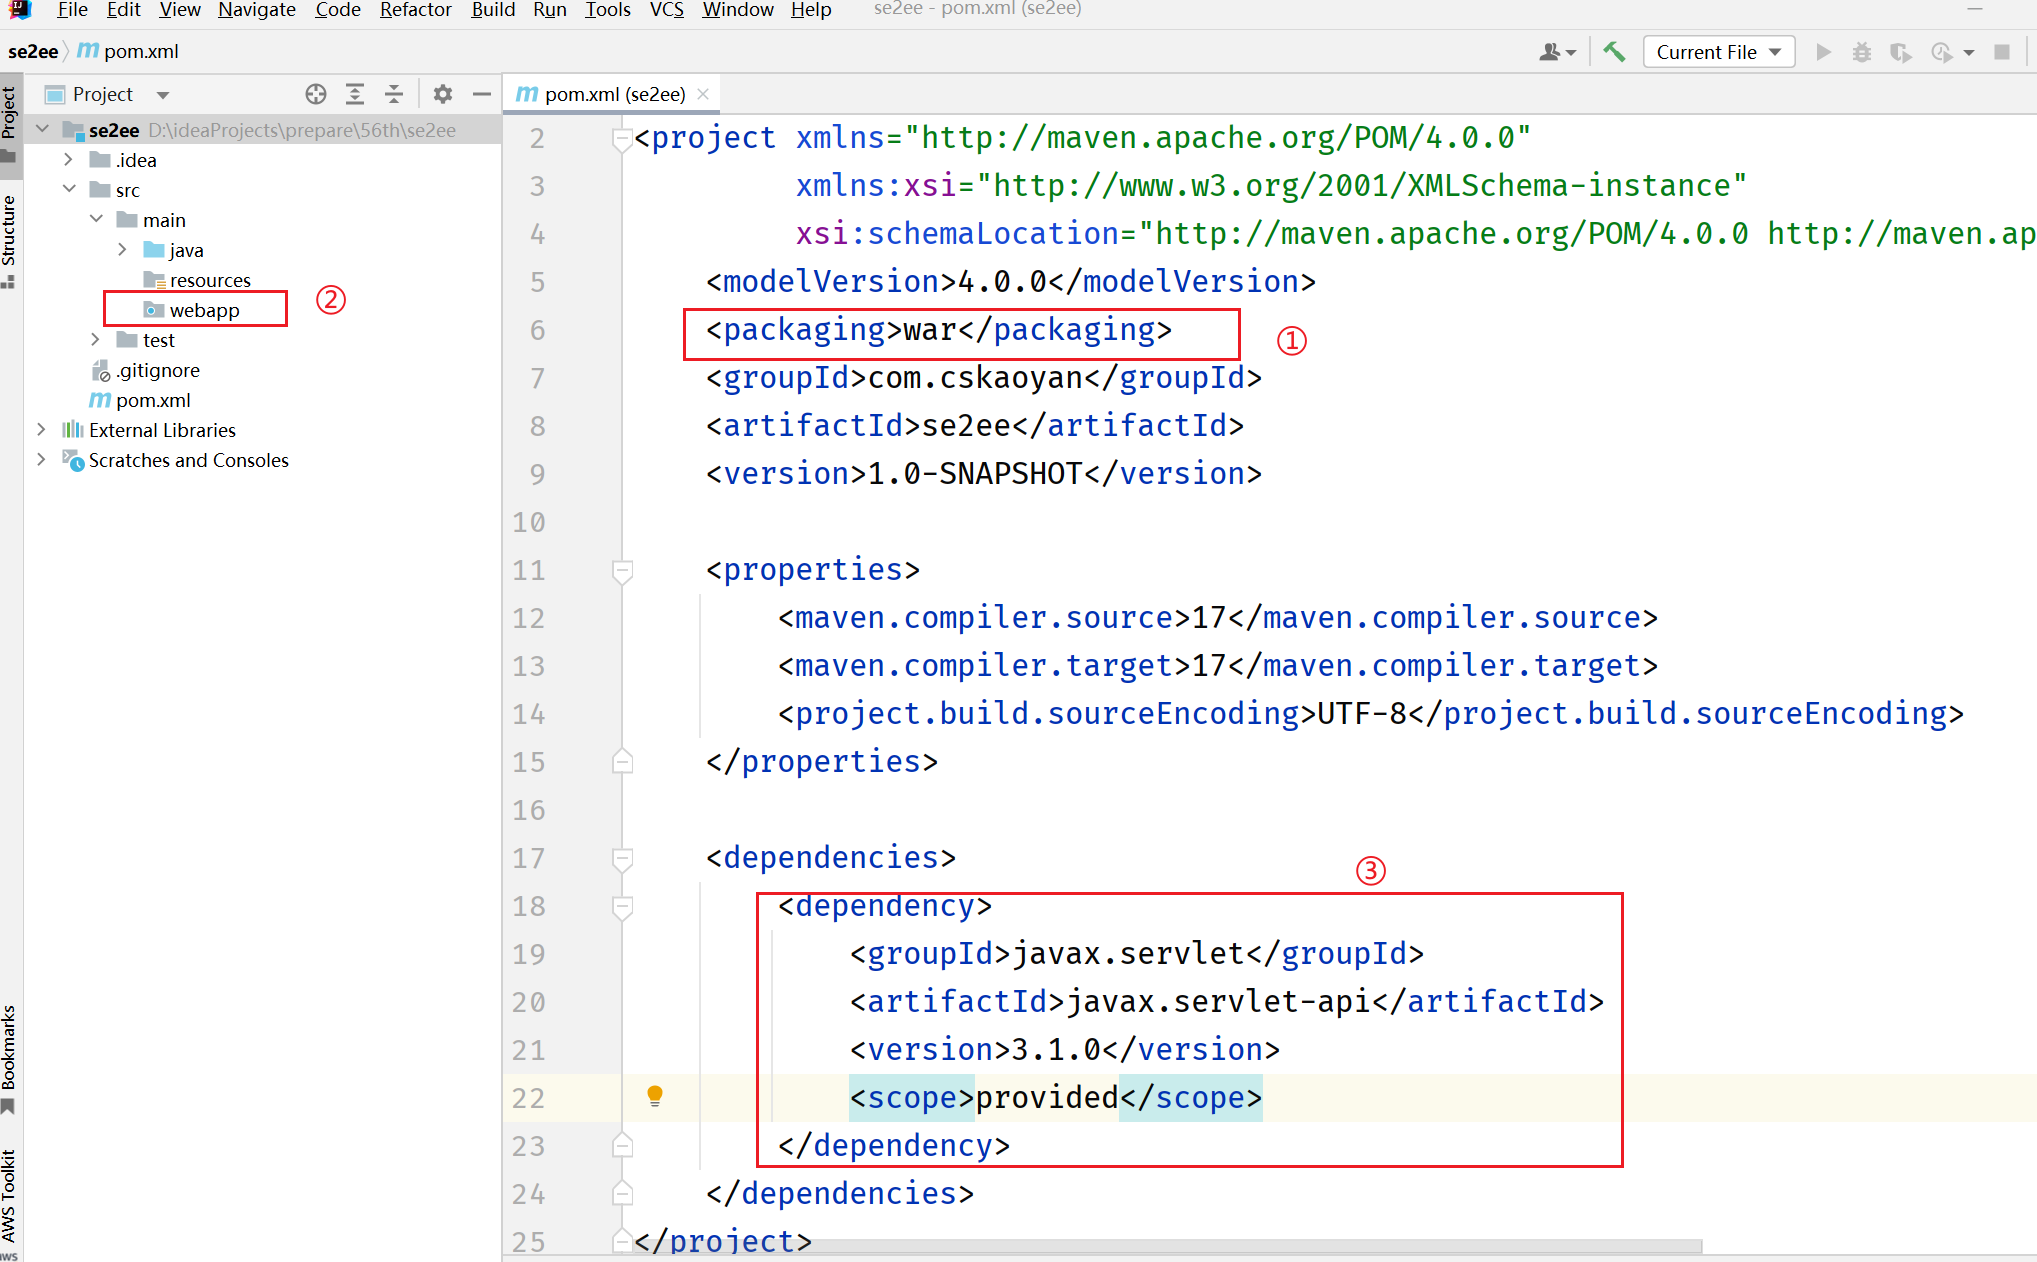 File Edit View Navigate Code Refactor Build Run Tools VCS Window Help se2ee - pom.xml (se2ee)
se2ee pom.xml
Current File
Project
pom.xml (se2ee)
Project
Structure
Bookmarks
AWS Toolkit
aws
se2ee D:\ideaProjects\prepare\56th\se2ee
.idea
src
main
java
resources
webapp ②
test
.gitignore
pom.xml
External Libraries
Scratches and Consoles
2 <project xmlns="http://maven.apache.org/POM/4.0.0"
3 xmlns:xsi="http://www.w3.org/2001/XMLSchema-instance"
4 xsi:schemaLocation="http://maven.apache.org/POM/4.0.0 http://maven.ap
5 <modelVersion>4.0.0</modelVersion>
6 <packaging>war</packaging> ①
7 <groupId>com.cskaoyan</groupId>
8 <artifactId>se2ee</artifactId>
9 <version>1.0-SNAPSHOT</version>
10
11 <properties>
12 <maven.compiler.source>17</maven.compiler.source>
13 <maven.compiler.target>17</maven.compiler.target>
14 <project.build.sourceEncoding>UTF-8</project.build.sourceEncoding>
15 </properties>
16
17 <dependencies>
③
18 <dependency>
19 <groupId>javax.servlet</groupId>
20 <artifactId>javax.servlet-api</artifactId>
21 <version>3.1.0</version>
22 <scope>provided</scope>
23 </dependency>
24 </dependencies>
25 </project>